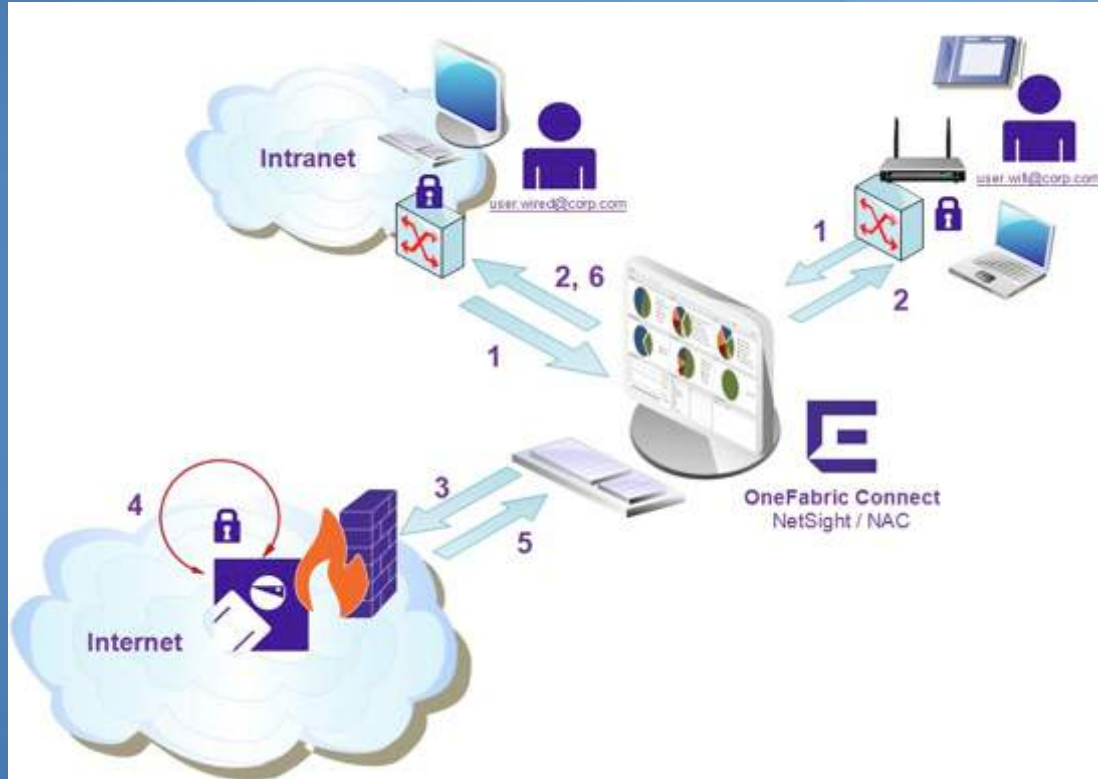 Intranet
user.wired@corp.com
user.wifi@corp.com
1
2
2, 6
1
3
4
5
OneFabric Connect
NetSight / NAC
Internet